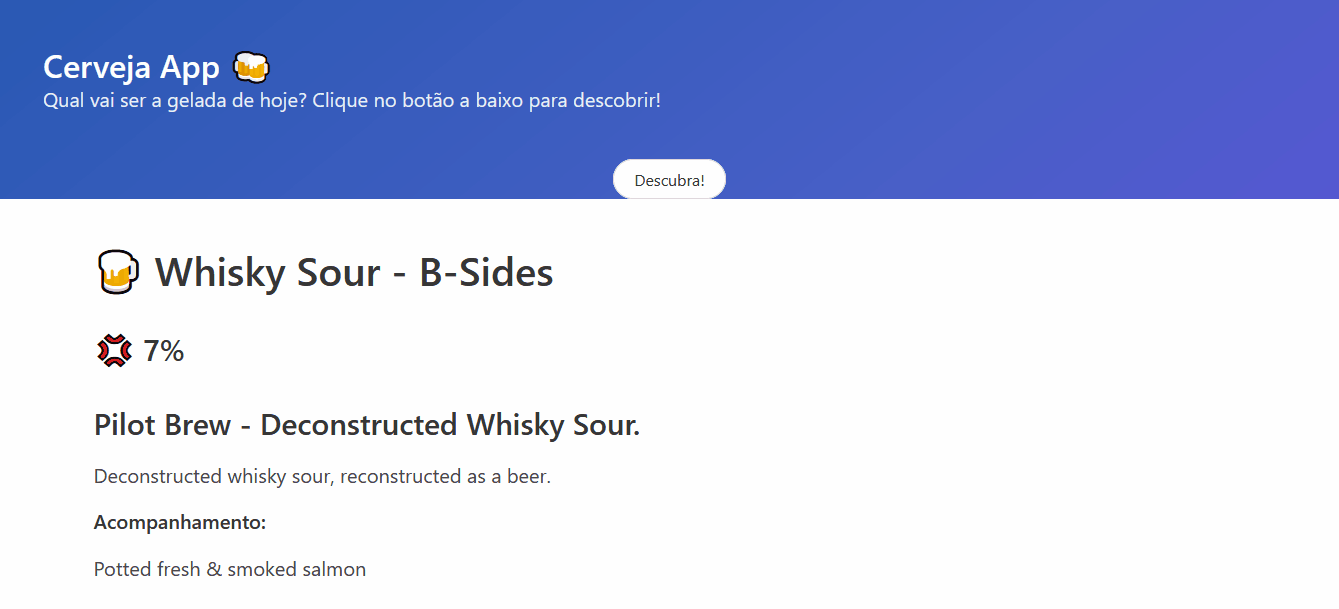 Cerveja App 🍻
Qual vai ser a gelada de hoje? Clique no botão a baixo para descobrir!
Descubra!
🍺 Whisky Sour - B-Sides
💢 7%
Pilot Brew - Deconstructed Whisky Sour.
Deconstructed whisky sour, reconstructed as a beer.
Acompanhamento:
Potted fresh & smoked salmon